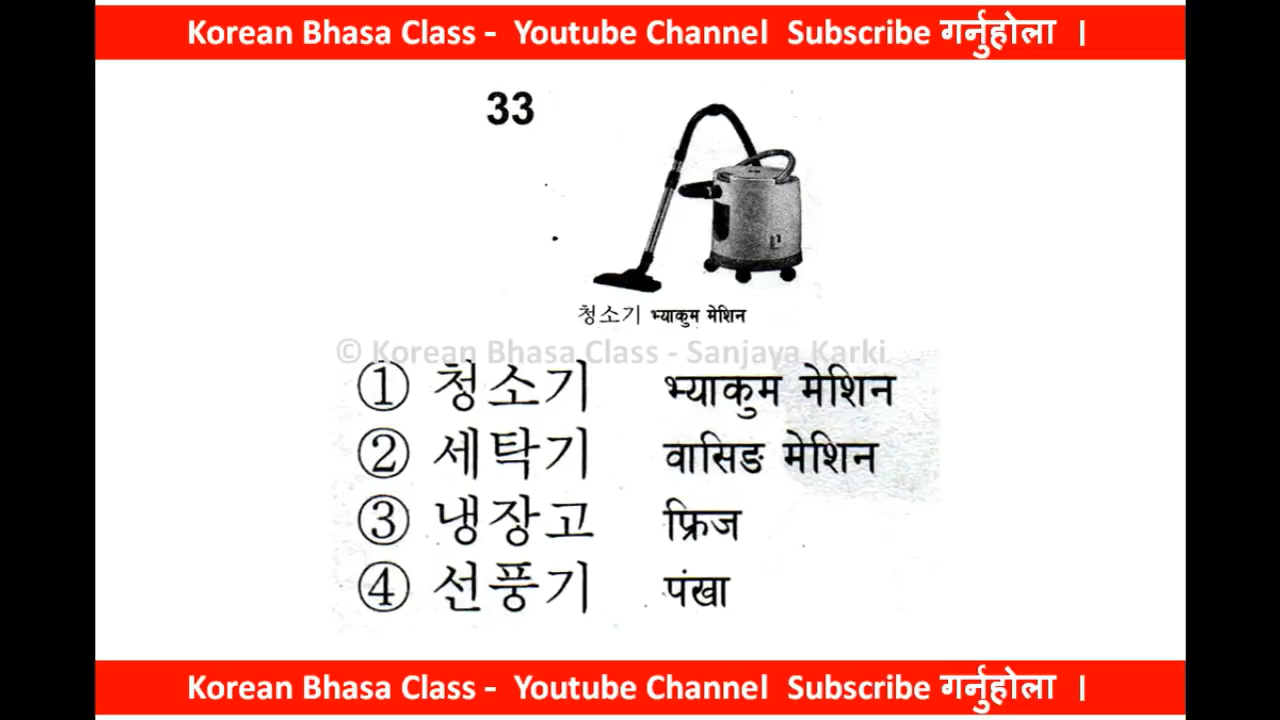 Korean Bhasa Class - Youtube Channel Subscribe गर्नुहोला ।
33
청소기 भ्याकुम मेशिन
© Korean Bhasa Class - Sanjaya Karki
① 청소기 भ्याकुम मेशिन
② 세탁기 वासिङ मेशिन
③ 냉장고 फ्रिज
④ 선풍기 पंखा
Korean Bhasa Class - Youtube Channel Subscribe गर्नुहोला ।